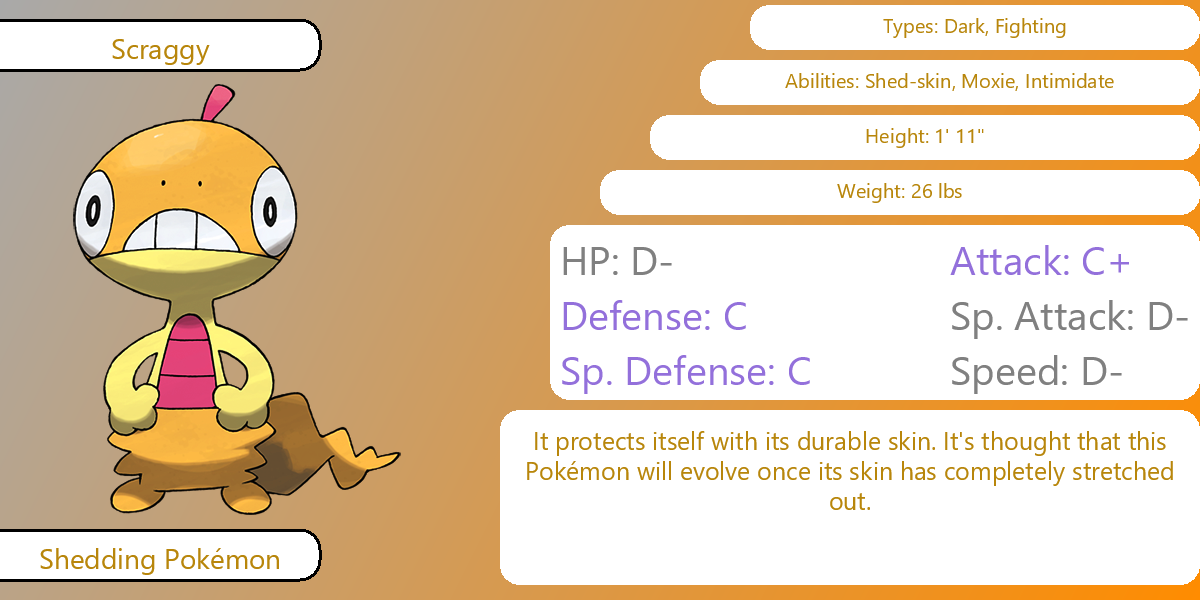 Scraggy
Types: Dark, Fighting
Abilities: Shed-skin, Moxie, Intimidate
Height: 1' 11"
Weight: 26 lbs
HP: D-
Attack: C+
Defense: C
Sp. Attack: D-
Sp. Defense: C
Speed: D-
It protects itself with its durable skin. It's thought that this
Pokémon will evolve once its skin has completely stretched
out.
Shedding Pokémon